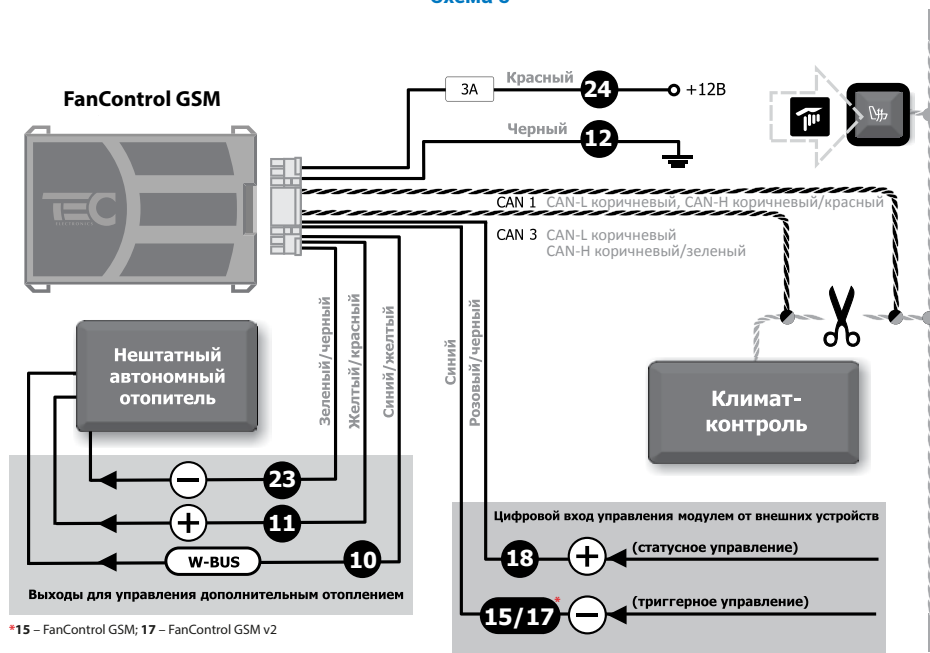 FanControl GSM
3А
Красный
24
+12В
Черный
12
TEC
CAN 1 CAN-L коричневый, CAN-H коричневый/красный
CAN 3 CAN-L коричневый
CAN-H коричневый/зеленый
Нештатный
автономный
отопитель
Зеленый/черный
Желтый/красный
Синий/желтый
Синий
Розовый/черный
Климат-
контроль
23
11
W-BUS
10
Выходы для управления дополнительным отоплением
Цифровой вход управления модулем от внешних устройств
18
(статусное управление)
15/17*
(триггерное управление)
*15 – FanControl GSM; 17 – FanControl GSM v2